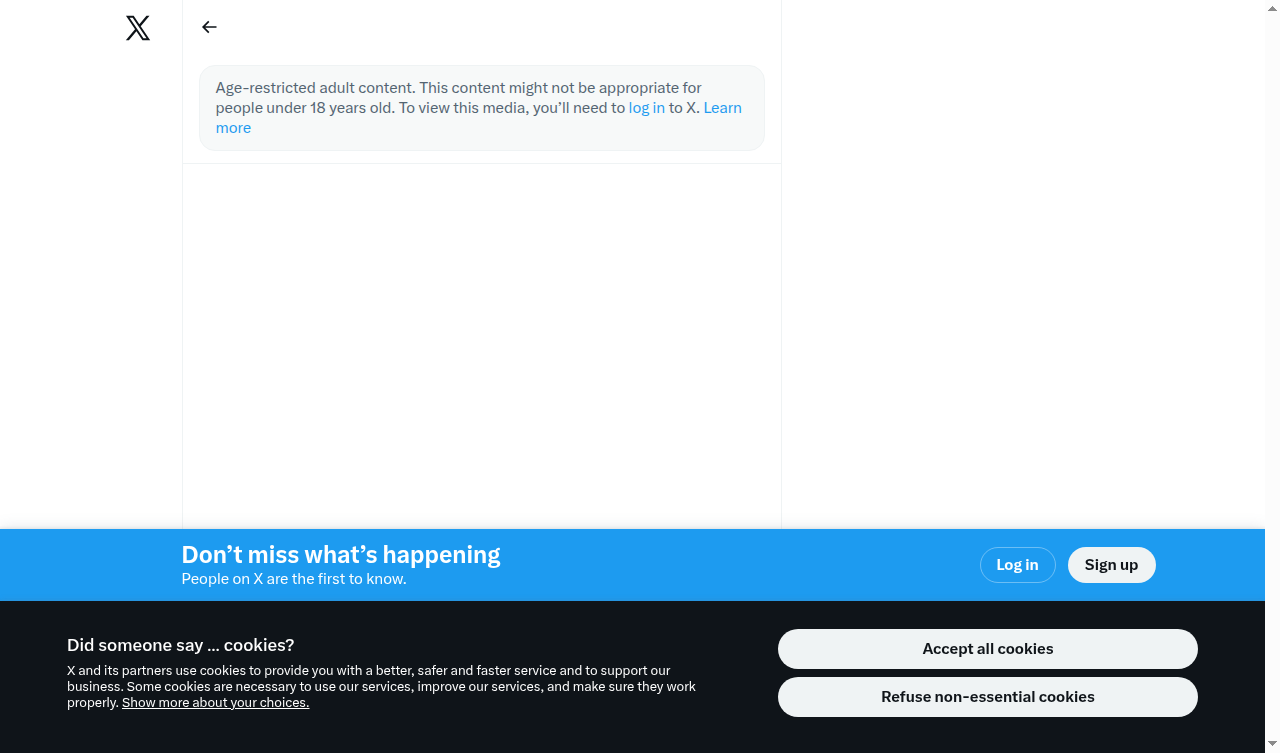 Age-restricted adult content. This content might not be appropriate for
people under 18 years old. To view this media, you’ll need to log in to X. Learn
more
Don’t miss what’s happening
People on X are the first to know.
Log in
Sign up
Did someone say … cookies?
X and its partners use cookies to provide you with a better, safer and faster service and to support our
business. Some cookies are necessary to use our services, improve our services, and make sure they work
properly. Show more about your choices.
Accept all cookies
Refuse non-essential cookies